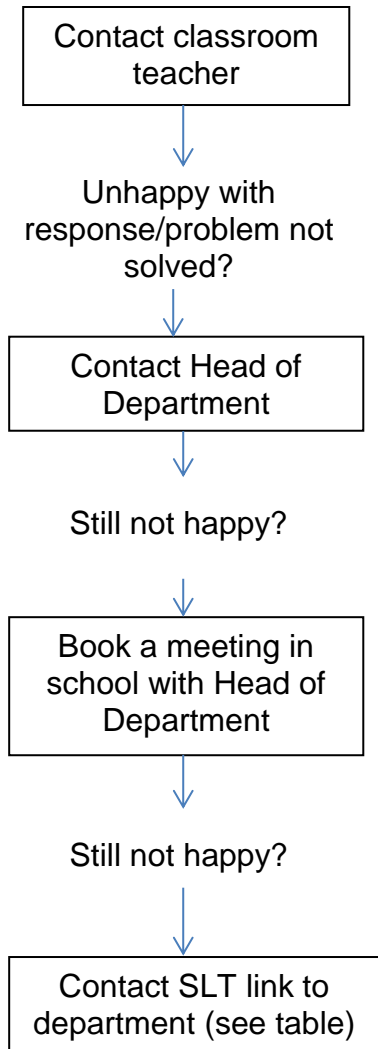 Contact classroom
teacher
Unhappy with
response/problem not
solved?
Contact Head of
Department
Still not happy?
Book a meeting in
school with Head of
Department
Still not happy?
Contact SLT link to
department (see table)